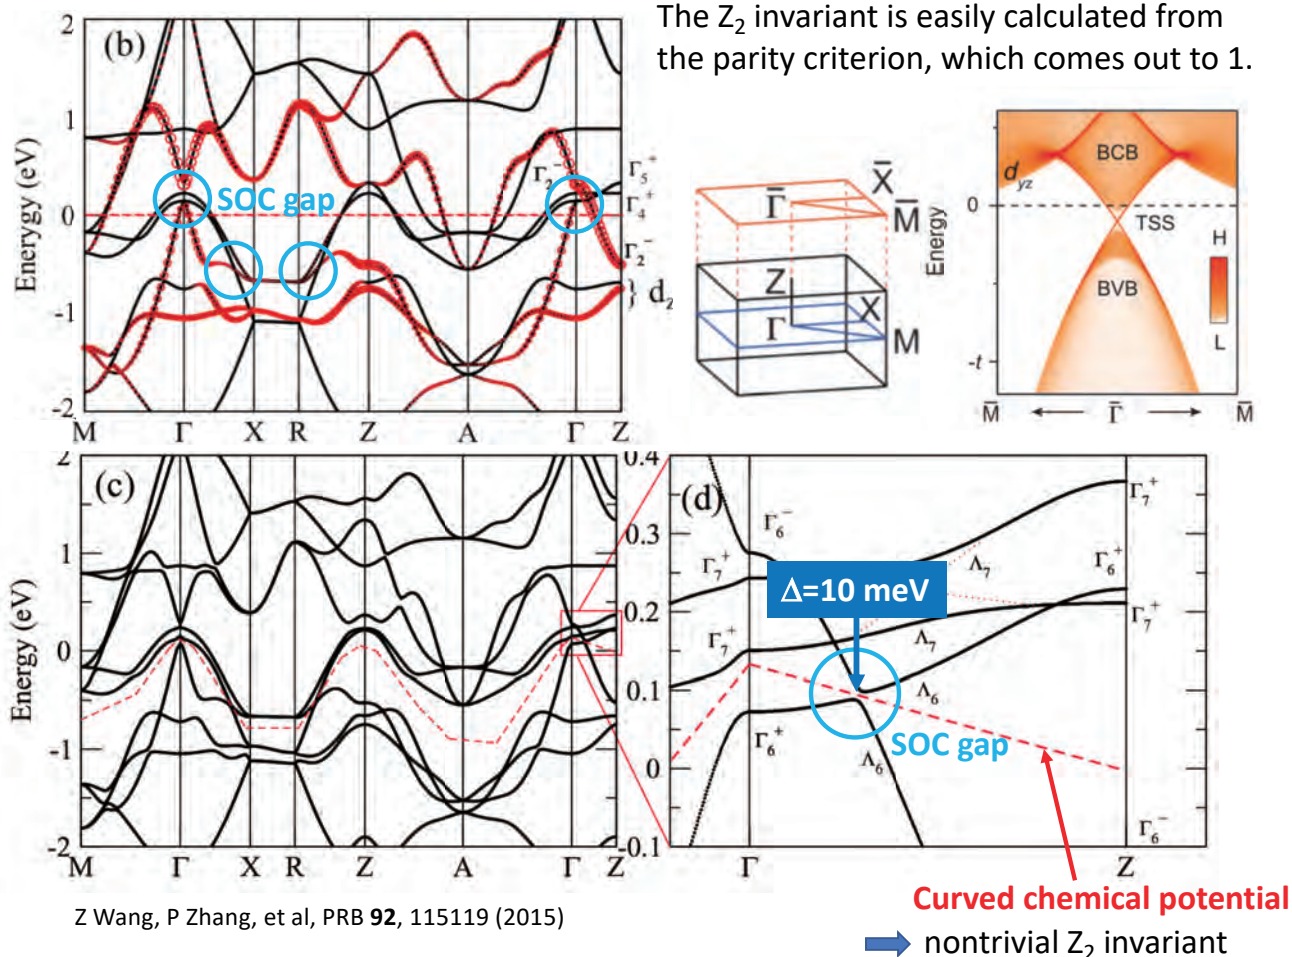 The Z₂ invariant is easily calculated from
the parity criterion, which comes out to 1.
(b)
2
1
0
-1
-2
Energy (eV)
SOC gap
Γ₂⁻
Γ₅⁺
Γ₄⁺
Γ₂⁻
} d₂
M Γ X R Z A Γ Z
X̄
Γ̄
M̄
Z
X
Γ
M
Energy
0
-t
d_yz
BCB
TSS
BVB
H
L
M̄ Γ̄ M̄
(c)
2
1
0
-1
-2
Energy (eV)
M Γ X R Z A Γ Z
(d)
0.4
0.3
0.2
0.1
0
-0.1
Γ₆⁻
Γ₇⁺
Γ₇⁺
Γ₆⁺
Δ=10 meV
Λ₇
Λ₇
Λ₆
Λ₆
SOC gap
Γ₇⁺
Γ₆⁺
Γ₇⁺
Γ₆⁻
Γ Z
Curved chemical potential
nontrivial Z₂ invariant
Z Wang, P Zhang, et al, PRB 92, 115119 (2015)